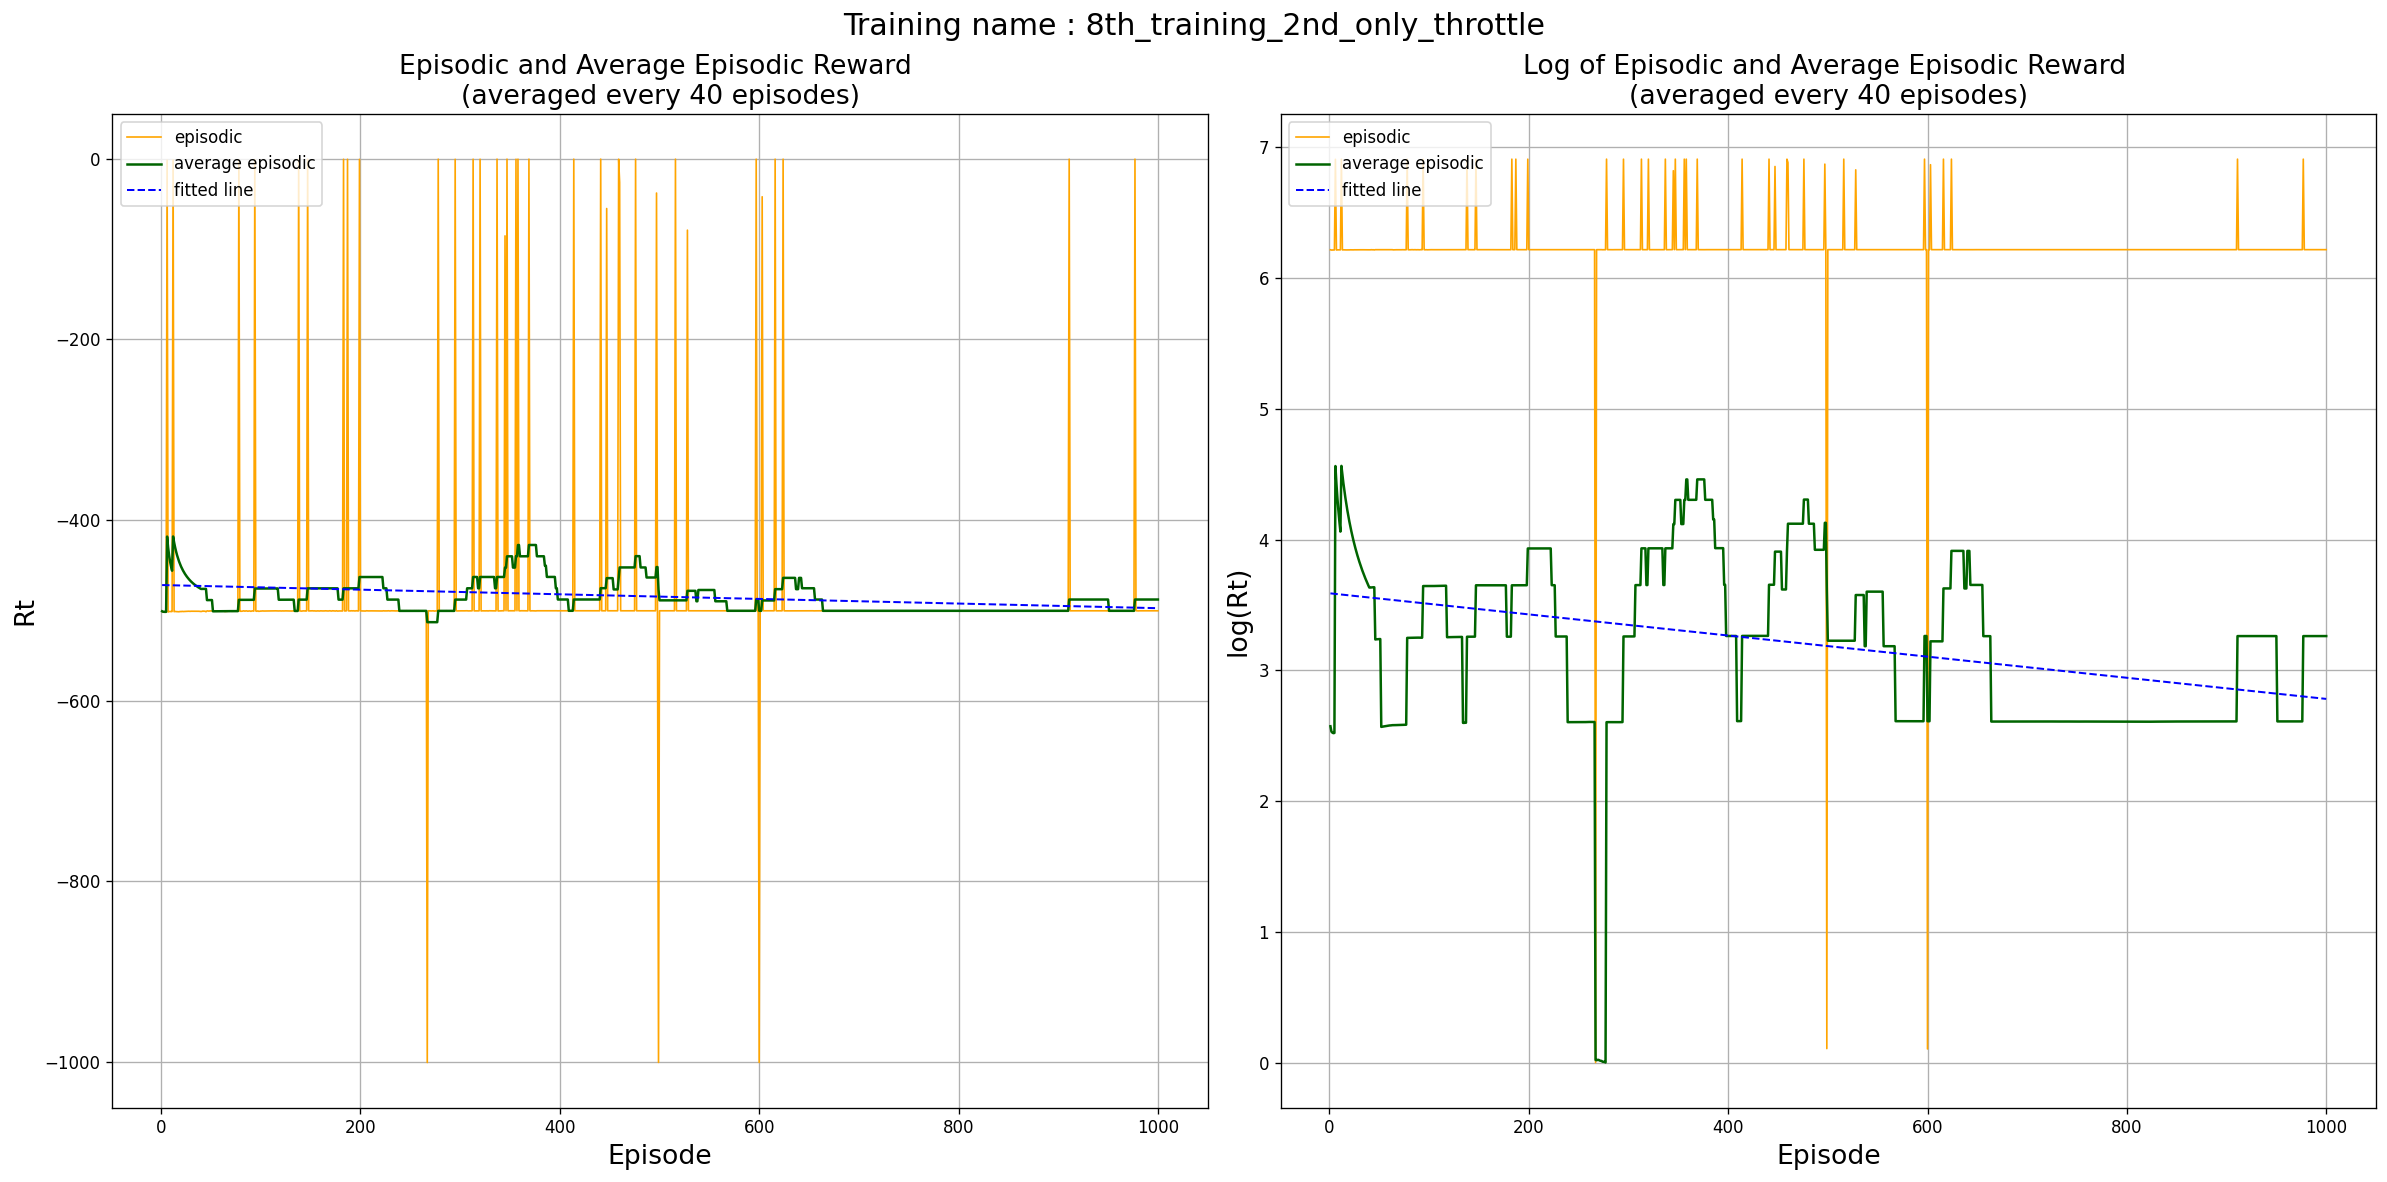 Training name : 8th_training_2nd_only_throttle
Episodic and Average Episodic Reward
(averaged every 40 episodes)
episodic
average episodic
fitted line
0
−200
−400
−600
−800
−1000
Rt
0
200
400
600
800
1000
Episode
Log of Episodic and Average Episodic Reward
(averaged every 40 episodes)
episodic
average episodic
fitted line
7
6
5
4
3
2
1
0
log(Rt)
0
200
400
600
800
1000
Episode